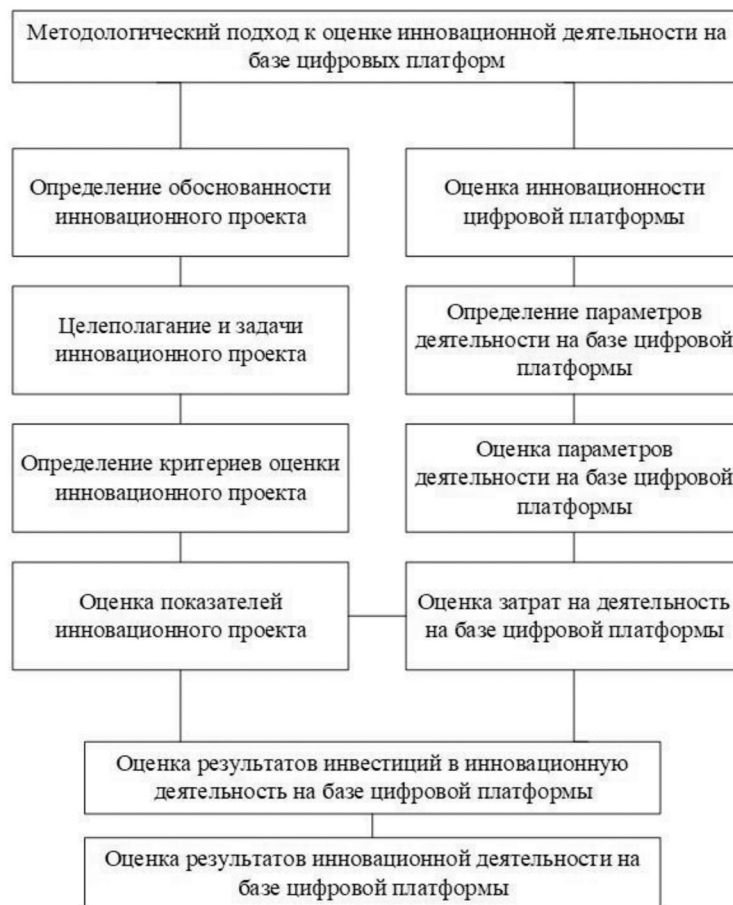 Методологический подход к оценке инновационной деятельности на
базе цифровых платформ
Определение обоснованности
инновационного проекта
Оценка инновационности
цифровой платформы
Целеполагание и задачи
инновационного проекта
Определение параметров
деятельности на базе цифровой
платформы
Определение критериев оценки
инновационного проекта
Оценка параметров
деятельности на базе цифровой
платформы
Оценка показателей
инновационного проекта
Оценка затрат на деятельность
на базе цифровой платформы
Оценка результатов инвестиций в инновационную
деятельность на базе цифровой платформы
Оценка результатов инновационной деятельности на
базе цифровой платформы